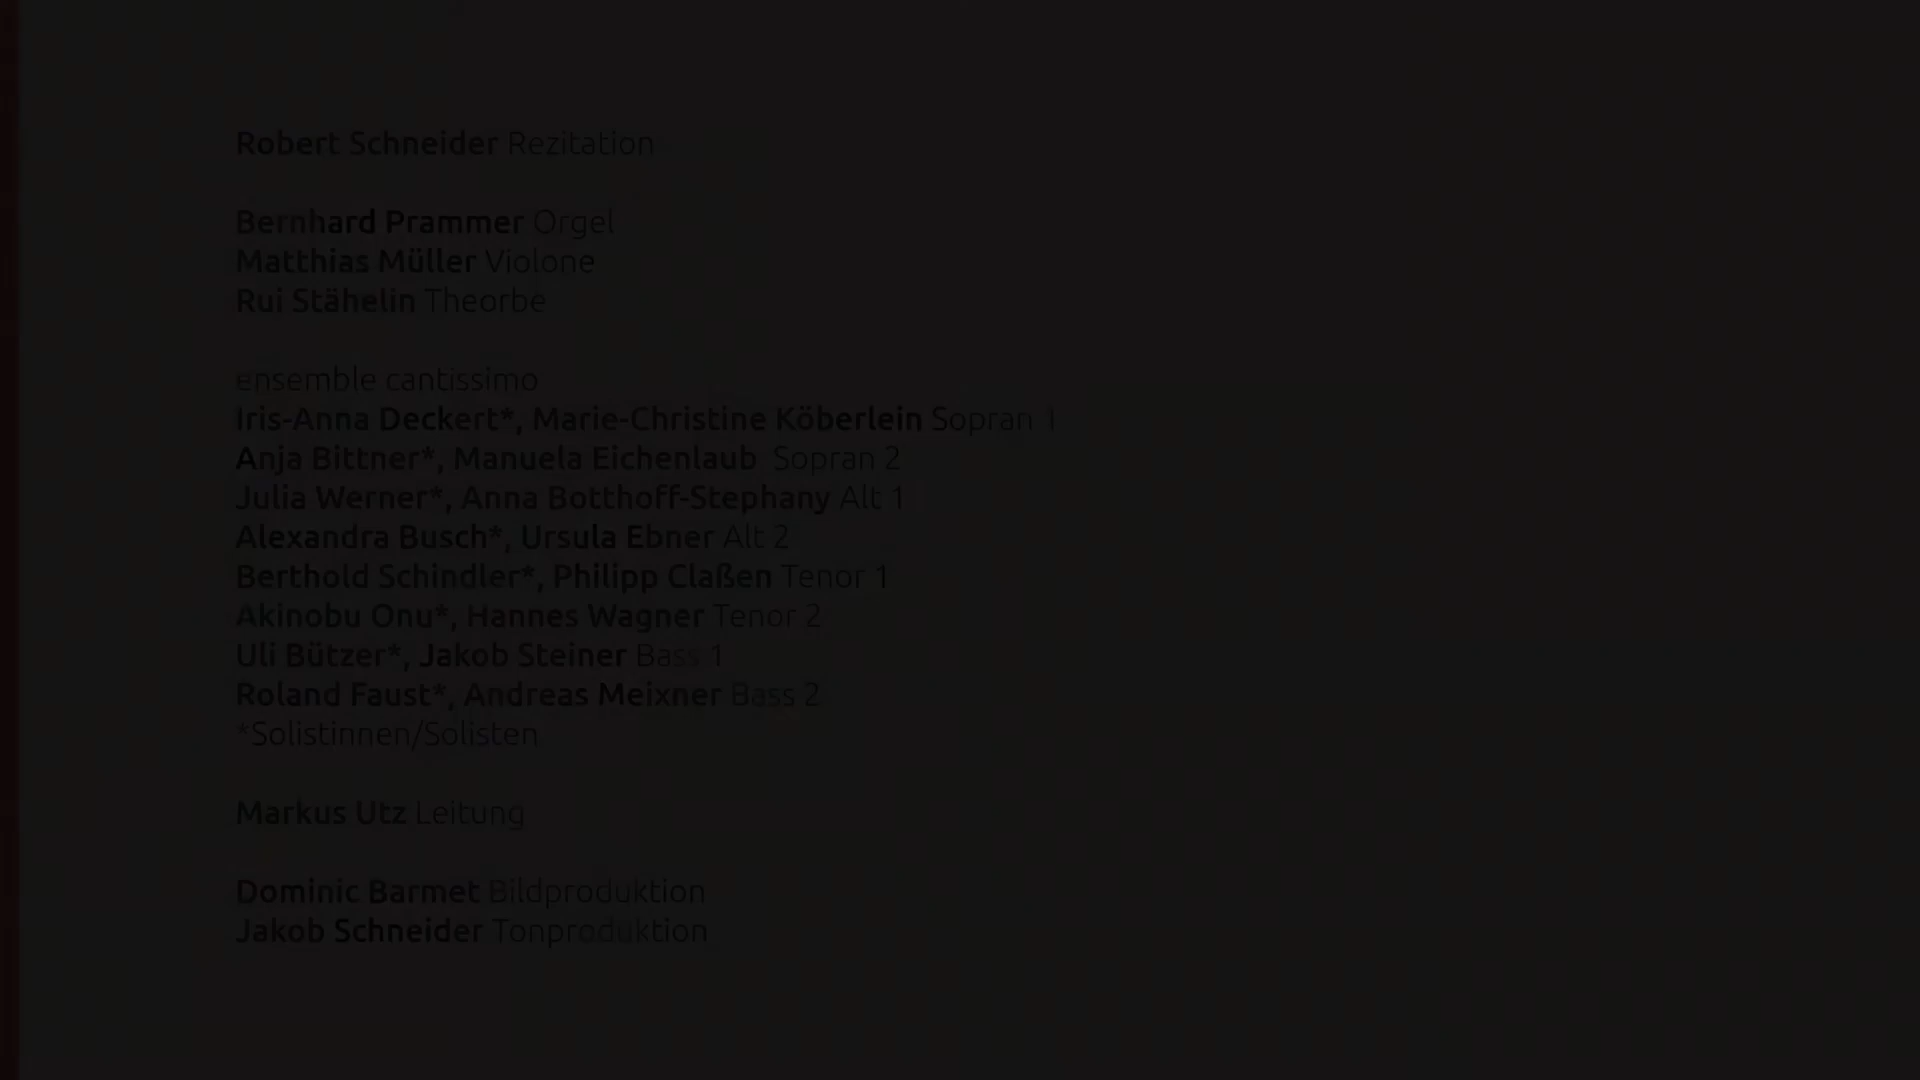 Robert Schneider Rezitation
Bernhard Prammer Orgel
Matthias Müller Violone
Rui Stähelin Theorbe
ensemble cantissimo
Iris-Anna Deckert*, Marie-Christine Köberlein Sopran 1
Anja Bittner*, Manuela Eichenlaub Sopran 2
Julia Werner*, Anna Botthoff-Stephany Alt 1
Alexandra Busch*, Ursula Ebner Alt 2
Berthold Schindler*, Philipp Claßen Tenor 1
Akinobu Onu*, Hannes Wagner Tenor 2
Uli Bützer*, Jakob Steiner Bass 1
Roland Faust*, Andreas Meixner Bass 2
*Solistinnen/Solisten
Markus Utz Leitung
Dominic Barmet Bildproduktion
Jakob Schneider Tonproduktion